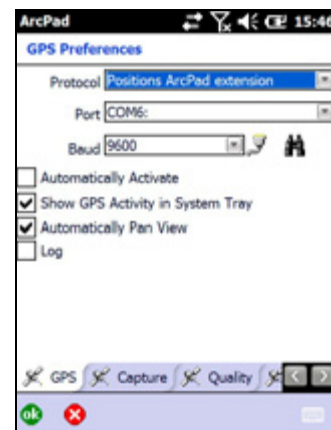 ArcPad 15:46
GPS Preferences
Protocol Positions ArcPad extension
Port COM6:
Baud 9600
Automatically Activate
Show GPS Activity in System Tray
Automatically Pan View
Log
GPS Capture Quality
ok